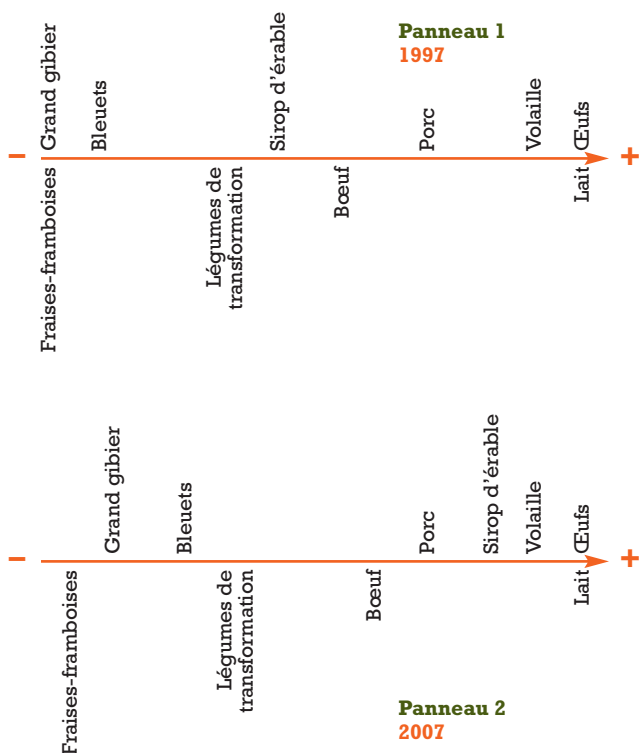 Panneau 1
1997
Grand gibier
Bleuets
Sirop d'érable
Porc
Volaille
Œufs
–
+
Fraises-framboises
Légumes de
transformation
Bœuf
Lait
Grand gibier
Bleuets
Porc
Sirop d'érable
Volaille
Œufs
–
+
Fraises-framboises
Légumes de
transformation
Bœuf
Lait
Panneau 2
2007